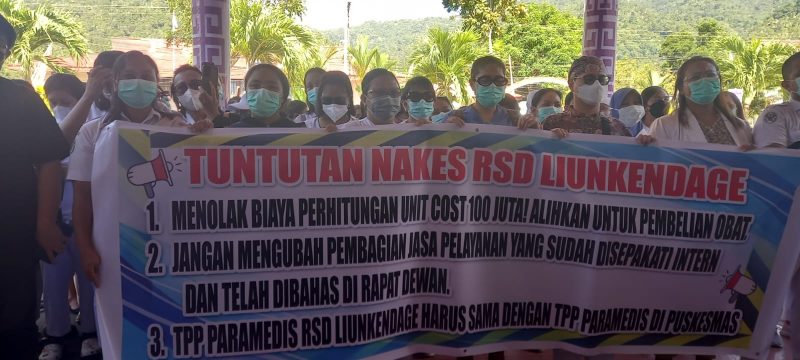 TUNTUTAN NAKES RSD LIUNKENDAGE
1. MENOLAK BIAYA PERHITUNGAN UNIT COST 100 JUTA! ALIHKAN UNTUK PEMBELIAN OBAT
2. JANGAN MENGUBAH PEMBAGIAN JASA PELAYANAN YANG SUDAH DISEPAKATI INTERN
DAN TELAH DIBAHAS DI RAPAT DEWAN.
3. TPP PARAMEDIS RSD LIUNKENDAGE HARUS SAMA DENGAN TPP PARAMEDIS DI PUSKESMAS